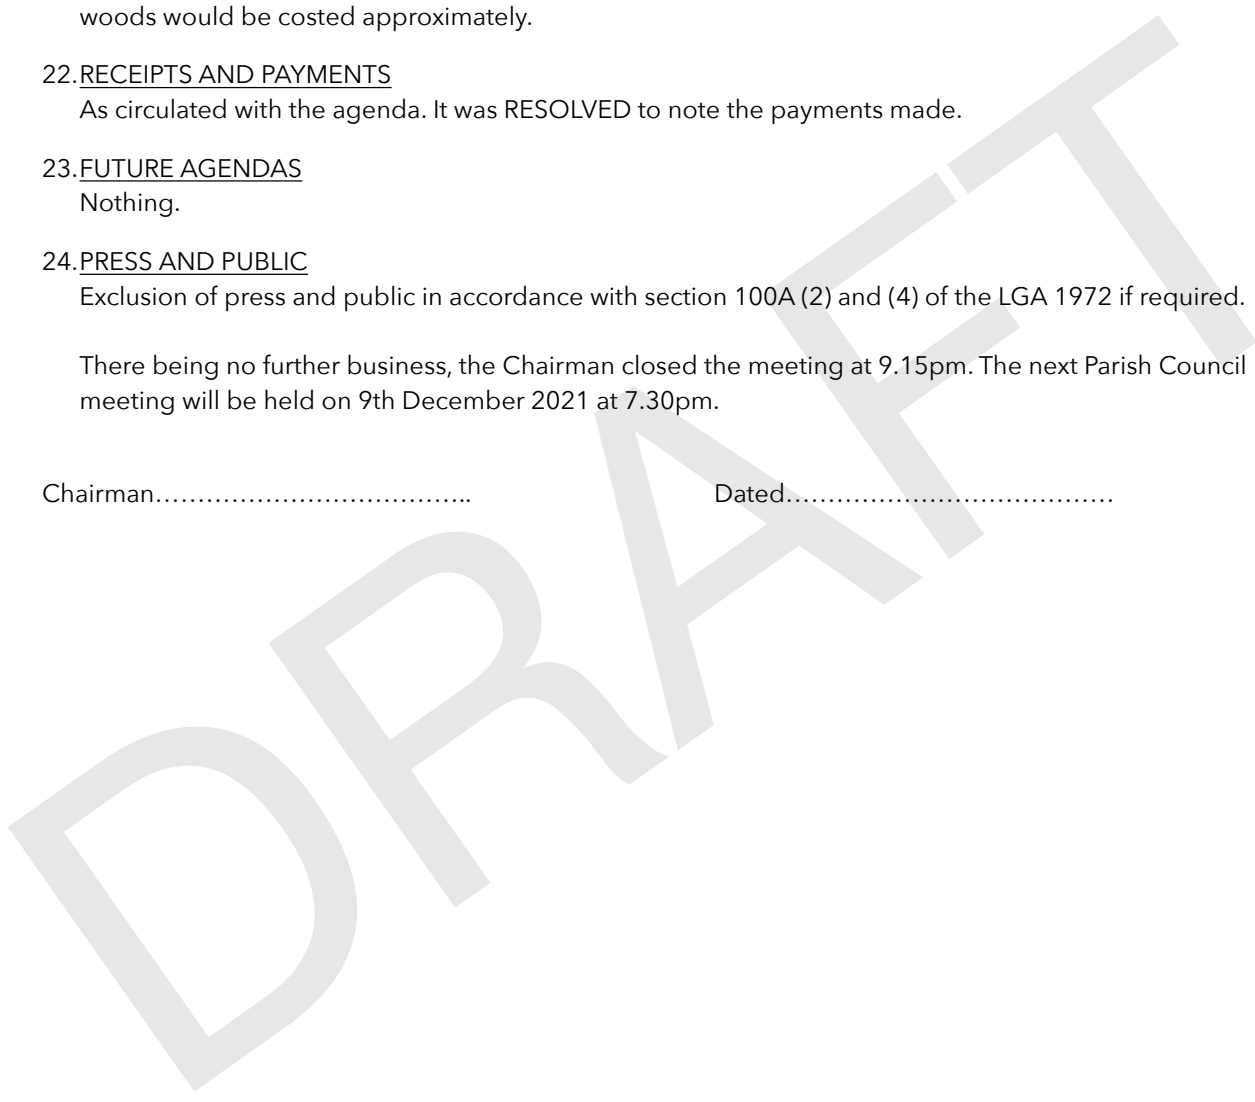 woods would be costed approximately.
22. RECEIPTS AND PAYMENTS
As circulated with the agenda. It was RESOLVED to note the payments made.
23. FUTURE AGENDAS
Nothing.
24. PRESS AND PUBLIC
Exclusion of press and public in accordance with section 100A (2) and (4) of the LGA 1972 if required.
There being no further business, the Chairman closed the meeting at 9.15pm. The next Parish Council
meeting will be held on 9th December 2021 at 7.30pm.
Chairman……………………………….. Dated…………………………………
DRAFT